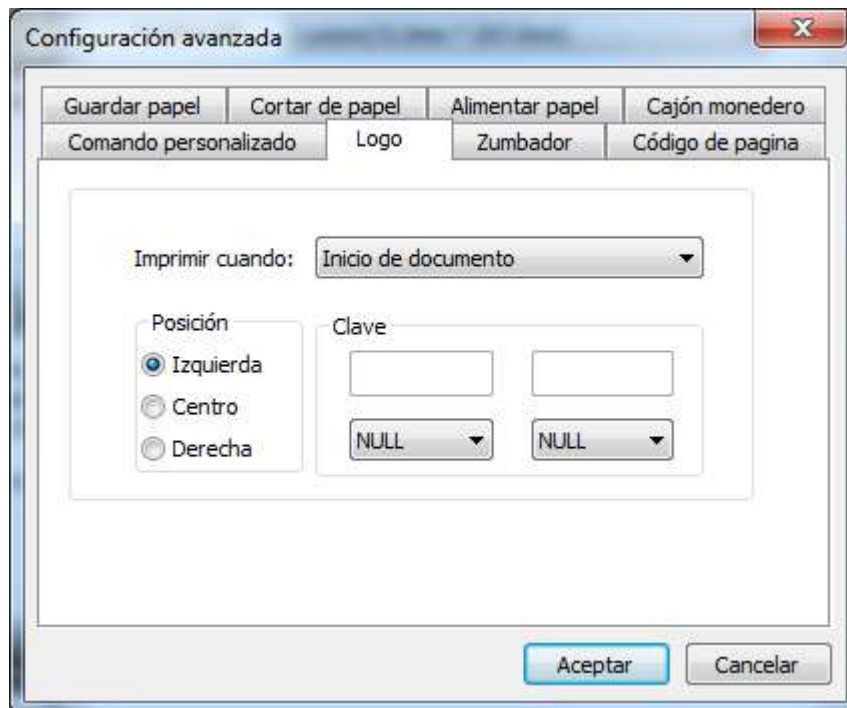 Configuración avanzada
Guardar papel Cortar de papel Alimentar papel Cajón monedero
Comando personalizado Logo Zumbador Código de pagina
Imprimir cuando: Inicio de documento
Posición Clave
Izquierda
Centro
Derecha NULL NULL
Aceptar Cancelar